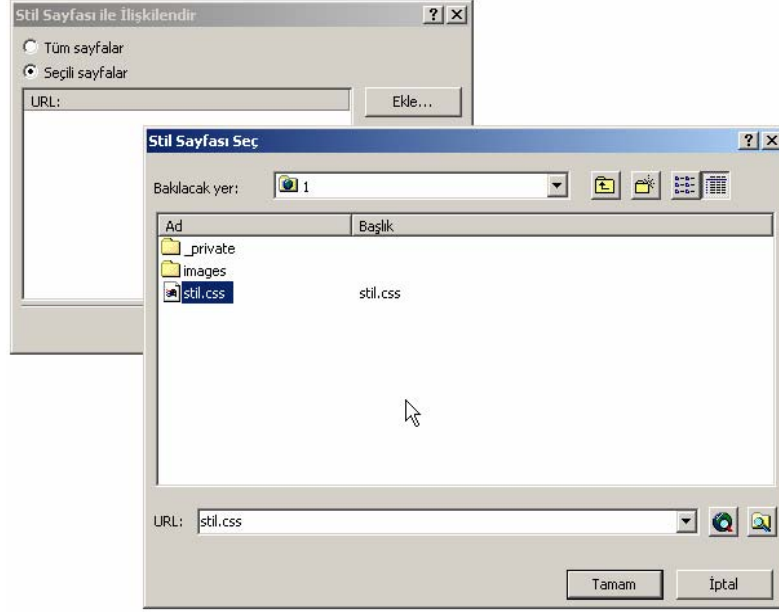 Stil Sayfası ile İlişkilendir
Tüm sayfalar
Seçili sayfalar
URL:
Ekle...
Stil Sayfası Seç
Bakılacak yer: 1
Ad Başlık
_private
images
stil.css stil.css
URL: stil.css
Tamam İptal